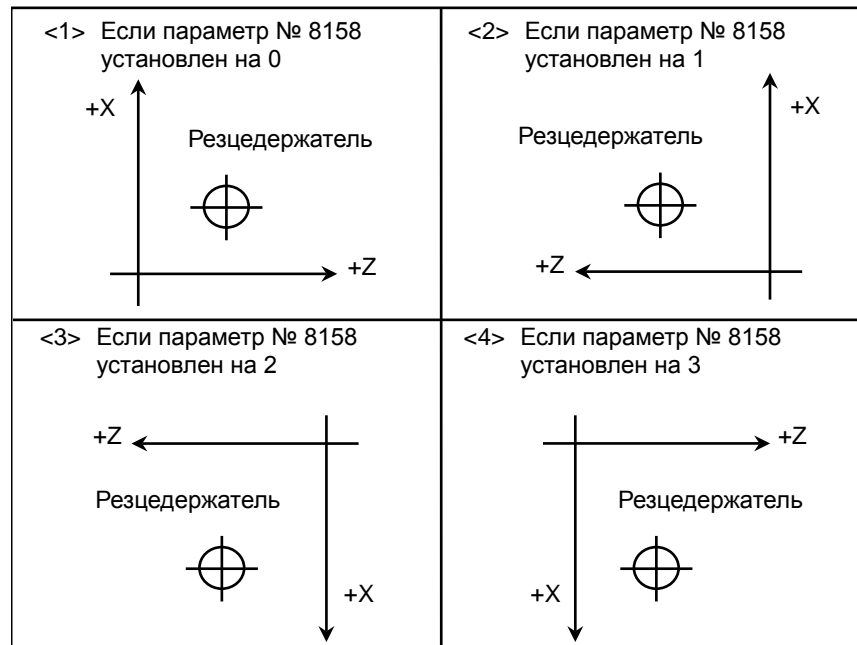 <1> Если параметр № 8158
установлен на 0
+X
Резцедержатель
+Z
<2> Если параметр № 8158
установлен на 1
+X
Резцедержатель
+Z
<3> Если параметр № 8158
установлен на 2
+Z
Резцедержатель
+X
<4> Если параметр № 8158
установлен на 3
+Z
Резцедержатель
+X